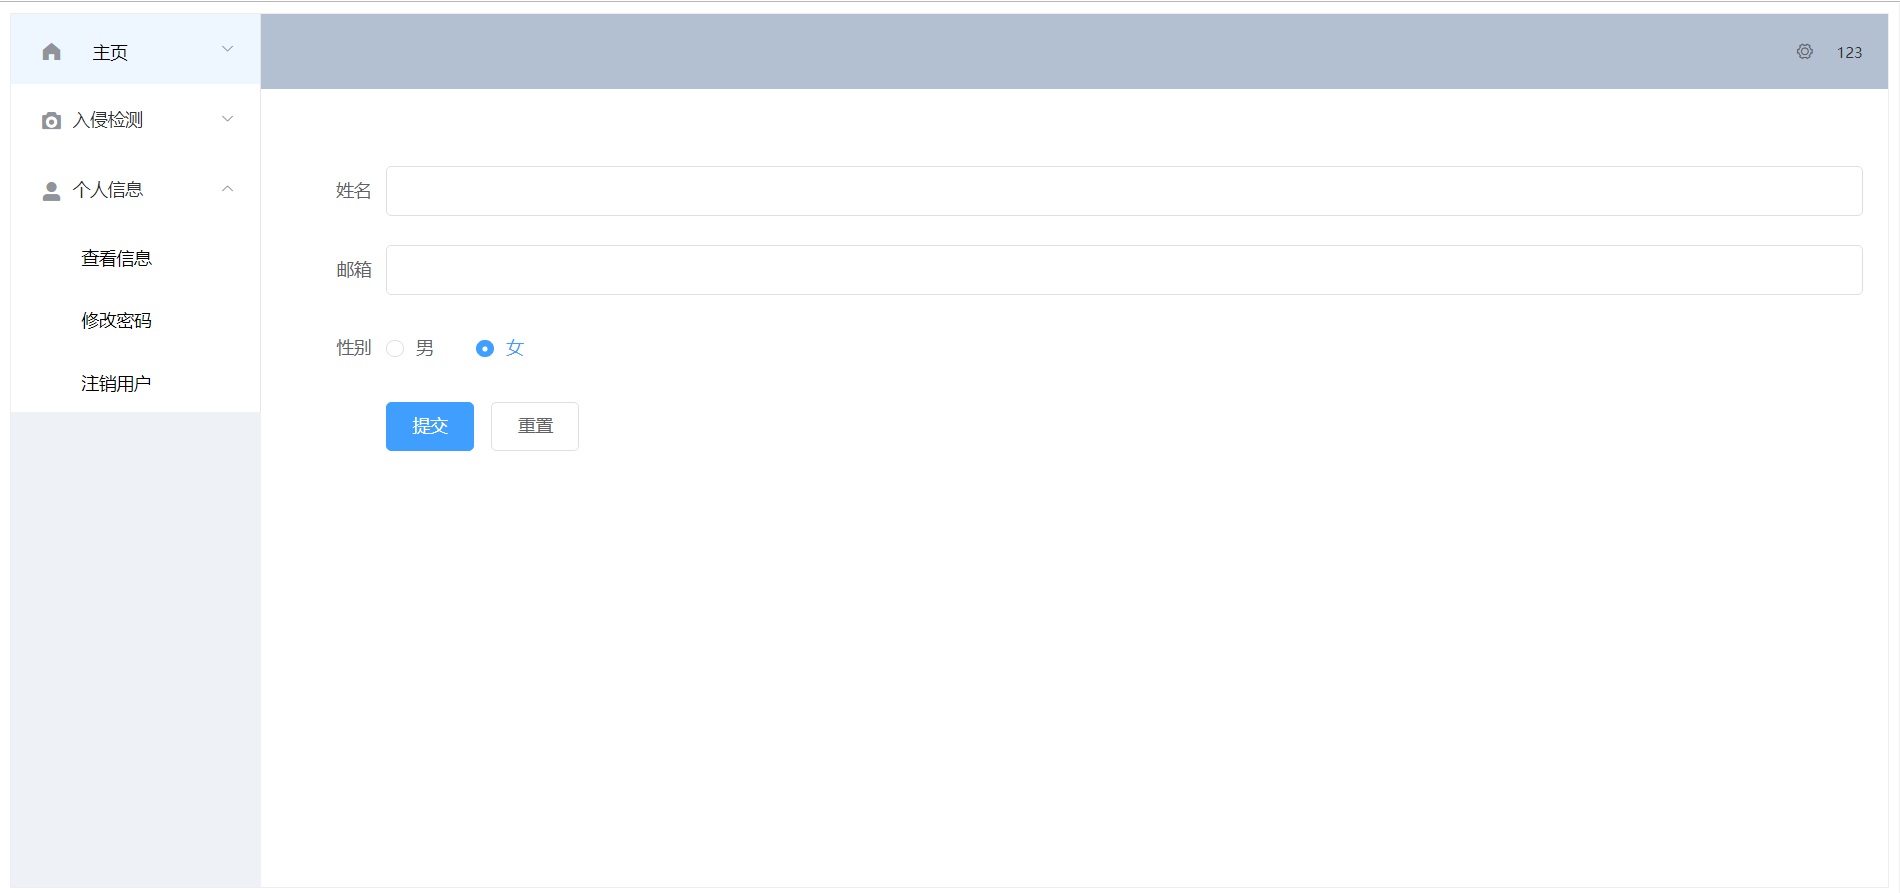 主页
入侵检测
个人信息
查看信息
修改密码
注销用户
123
姓名
邮箱
性别 男 女
提交 重置